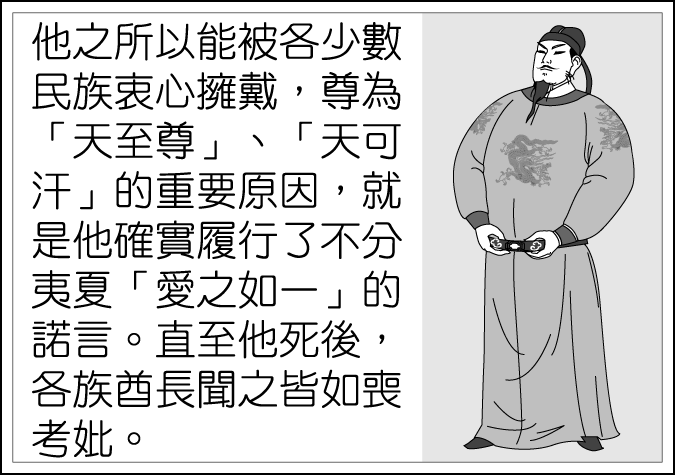 他之所以能被各少數
民族衷心擁戴，尊為
「天至尊」、「天可
汗」的重要原因，就
是他確實履行了不分
夷夏「愛之如一」的
諾言。直至他死後，
各族酋長聞之皆如喪
考妣。